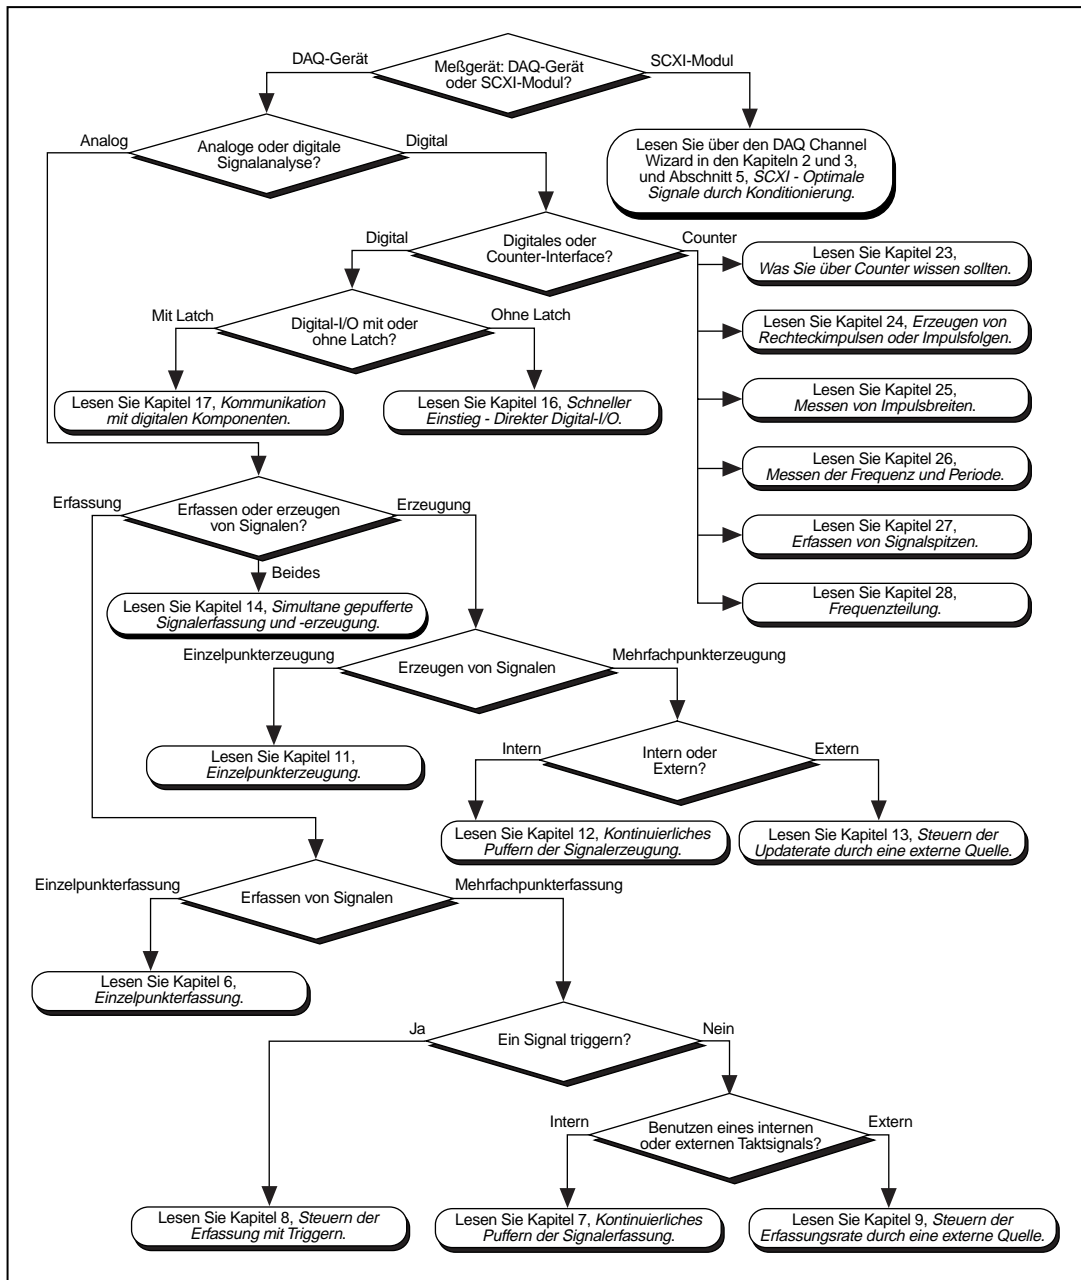 DAQ-Gerät
Meßgerät: DAQ-Gerät
oder SCXI-Modul?
SCXI-Modul
Analog
Analoge oder digitale
Signalanalyse?
Digital
Lesen Sie über den DAQ Channel
Wizard in den Kapiteln 2 und 3,
und Abschnitt 5, SCXI - Optimale
Signale durch Konditionierung.
Digital
Digitales oder
Counter-Interface?
Counter
Lesen Sie Kapitel 23,
Was Sie über Counter wissen sollten.
Mit Latch
Digital-I/O mit oder
ohne Latch?
Ohne Latch
Lesen Sie Kapitel 24, Erzeugen von
Rechteckimpulsen oder Impulsfolgen.
Lesen Sie Kapitel 17, Kommunikation
mit digitalen Komponenten.
Lesen Sie Kapitel 16, Schneller
Einstieg - Direkter Digital-I/O.
Lesen Sie Kapitel 25,
Messen von Impulsbreiten.
Lesen Sie Kapitel 26,
Messen der Frequenz und Periode.
Erfassung
Erfassen oder erzeugen
von Signalen?
Erzeugung
Lesen Sie Kapitel 27,
Erfassen von Signalspitzen.
Beides
Lesen Sie Kapitel 14, Simultane gepufferte
Signalerfassung und -erzeugung.
Lesen Sie Kapitel 28,
Frequenzteilung.
Einzelpunkterzeugung
Erzeugen von Signalen
Mehrfachpunkterzeugung
Lesen Sie Kapitel 11,
Einzelpunkterzeugung.
Intern
Intern oder
Extern?
Extern
Lesen Sie Kapitel 12, Kontinuierliches
Puffern der Signalerzeugung.
Lesen Sie Kapitel 13, Steuern der
Updaterate durch eine externe Quelle.
Einzelpunkterfassung
Erfassen von Signalen
Mehrfachpunkterfassung
Lesen Sie Kapitel 6,
Einzelpunkterfassung.
Ja
Ein Signal triggern?
Nein
Intern
Benutzen eines internen
oder externen Taktsignals?
Extern
Lesen Sie Kapitel 8, Steuern der
Erfassung mit Triggern.
Lesen Sie Kapitel 7, Kontinuierliches
Puffern der Signalerfassung.
Lesen Sie Kapitel 9, Steuern der
Erfassungsrate durch eine externe Quelle.